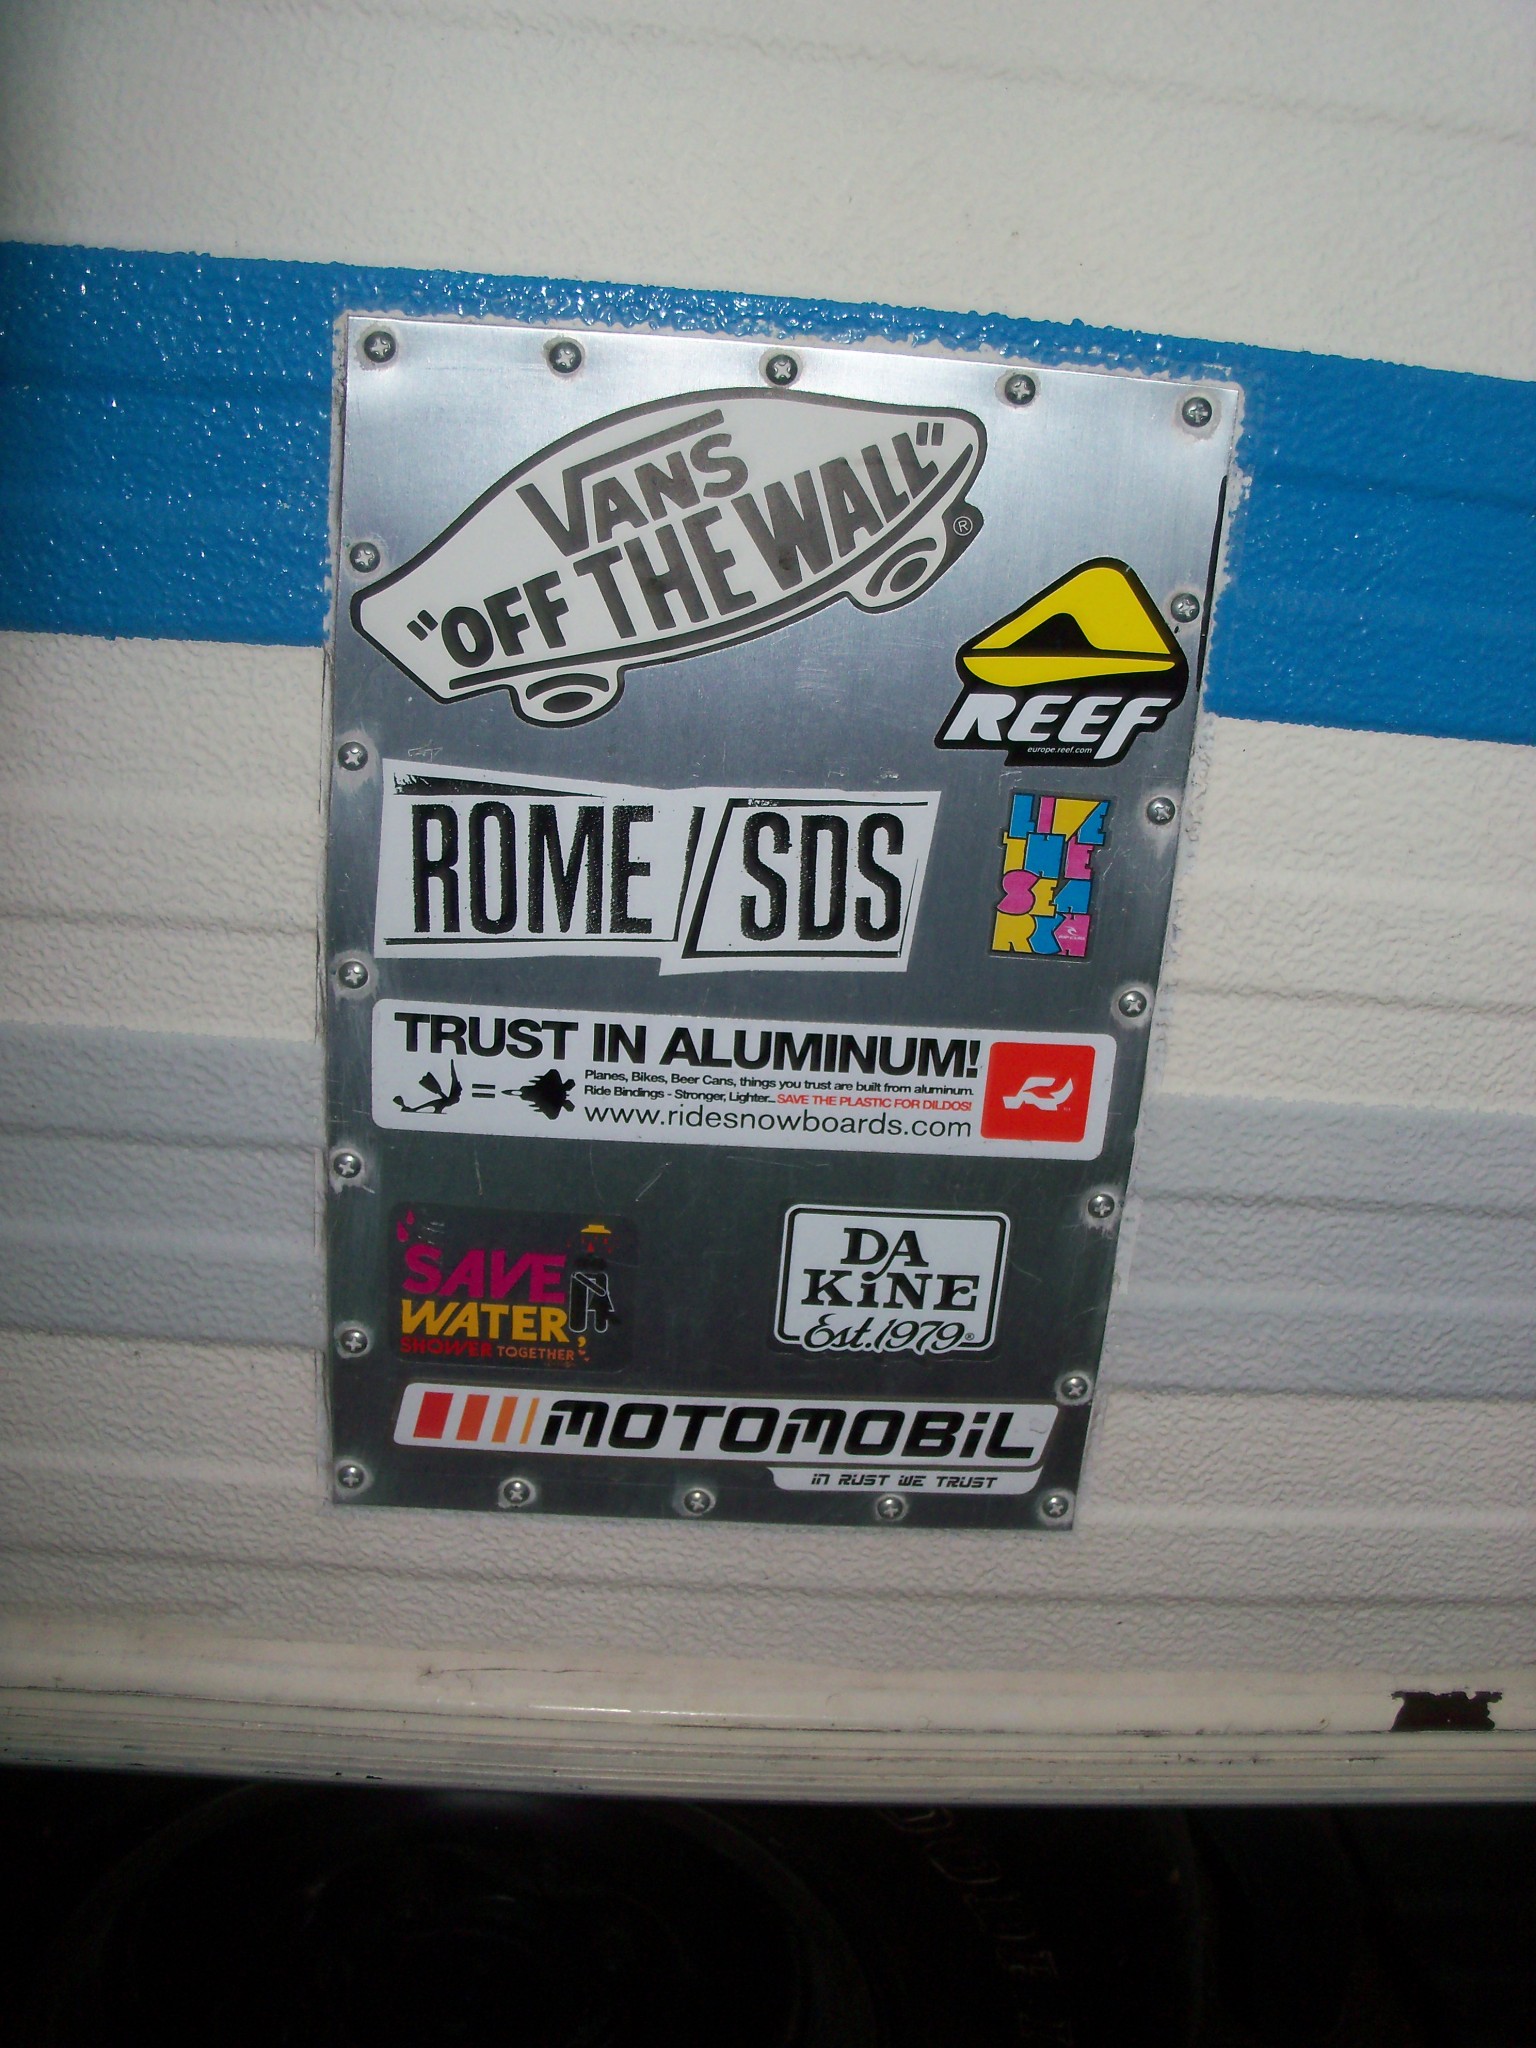 VANS
"OFF THE WALL"
®
REEF
europe.reef.com
ROME SDS
LIVE
THE
SEA
RCH
TRUST IN ALUMINUM!
Planes, Bikes, Beer Cans, things you trust are built from aluminum.
Ride Bindings - Stronger, Lighter... SAVE THE PLASTIC FOR DILDOS!
www.ridesnowboards.com
SAVE
WATER,
SHOWER TOGETHER
DA
KiNE
Est.1979®
MOTOMOBiL
IN RUST WE TRUST